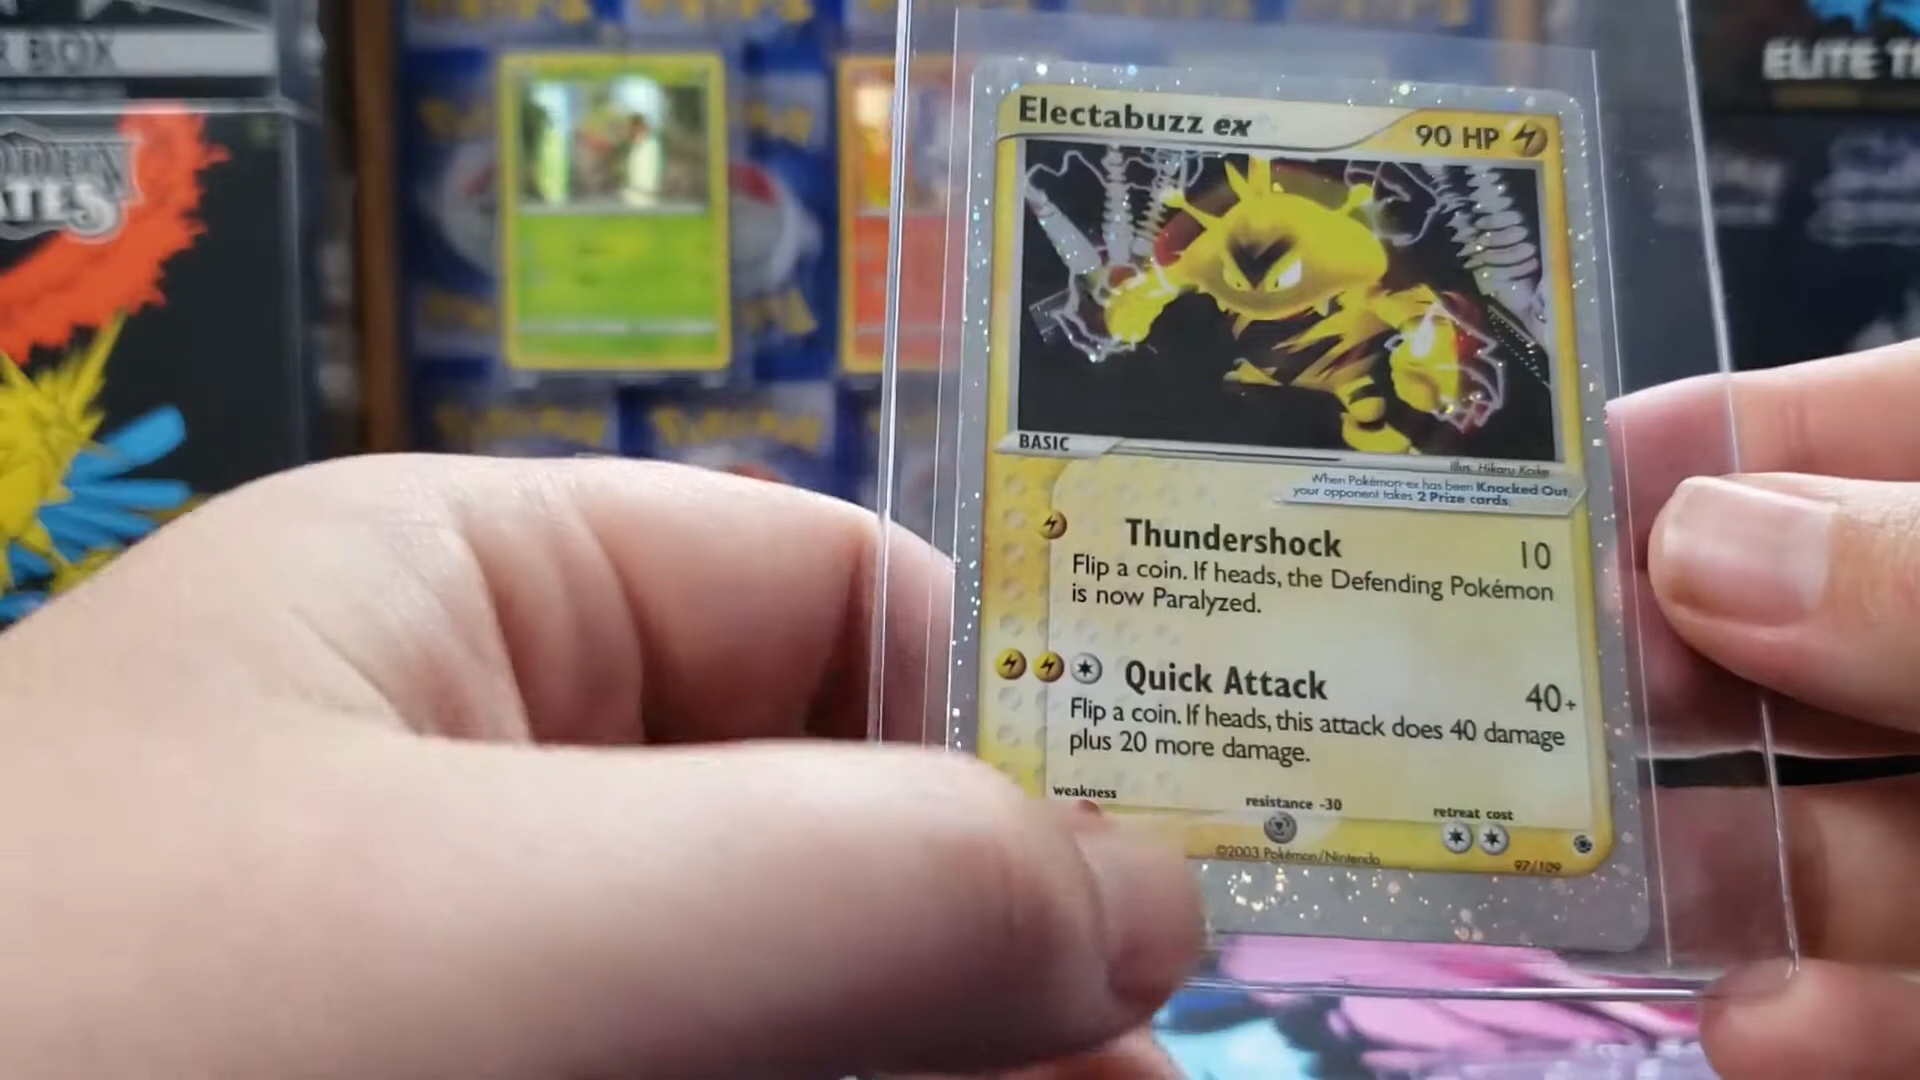 R BOX
ELITE T
Electabuzz ex
90 HP
BASIC
Illus. Hikaru Koike
When Pokémon-ex has been Knocked Out,
your opponent takes 2 Prize cards.
Thundershock
10
Flip a coin. If heads, the Defending Pokémon
is now Paralyzed.
Quick Attack
40+
Flip a coin. If heads, this attack does 40 damage
plus 20 more damage.
weakness
resistance -30
retreat cost
©2003 Pokémon/Nintendo
97/109